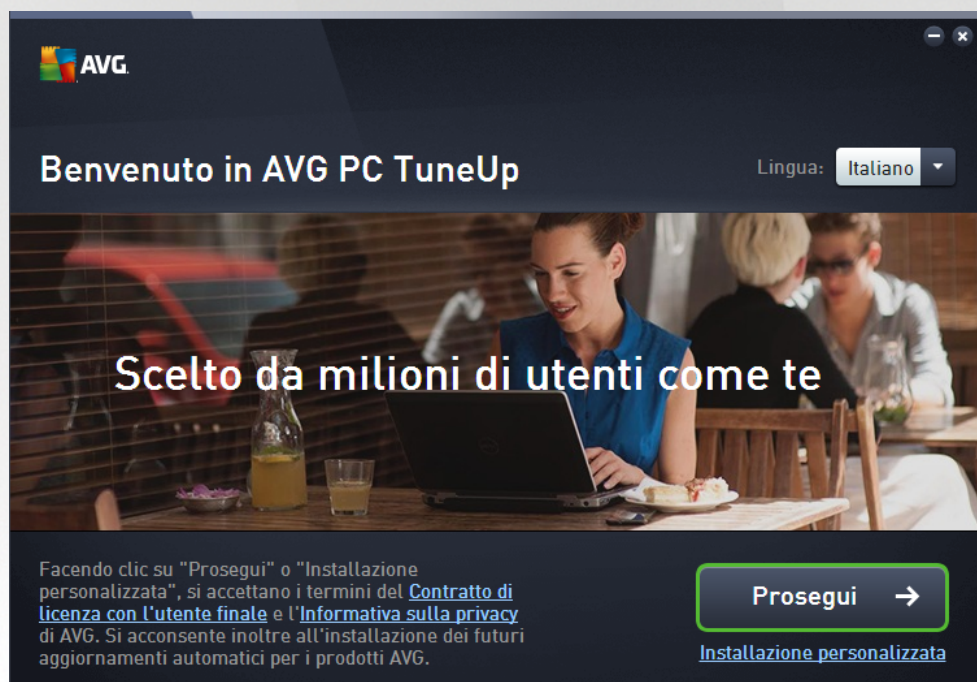 AVG.
Benvenuto in AVG PC TuneUp
Lingua: Italiano
Scelto da milioni di utenti come te
Facendo clic su "Prosegui" o "Installazione
personalizzata", si accettano i termini del Contratto di
licenza con l'utente finale e l'Informativa sulla privacy
di AVG. Si acconsente inoltre all'installazione dei futuri
aggiornamenti automatici per i prodotti AVG.
Prosegui →
Installazione personalizzata